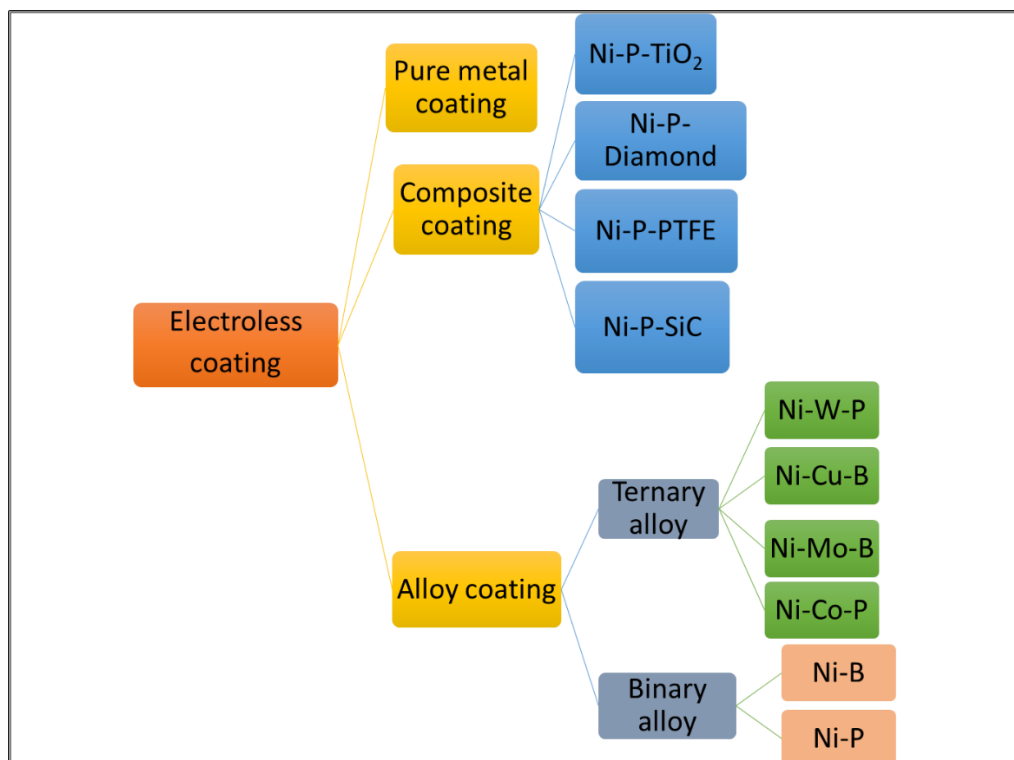 Pure metal
coating
Composite
coating
Electroless
coating
Alloy coating
Ni-P-TiO₂
Ni-P-
Diamond
Ni-P-PTFE
Ni-P-SiC
Ternary
alloy
Binary
alloy
Ni-W-P
Ni-Cu-B
Ni-Mo-B
Ni-Co-P
Ni-B
Ni-P